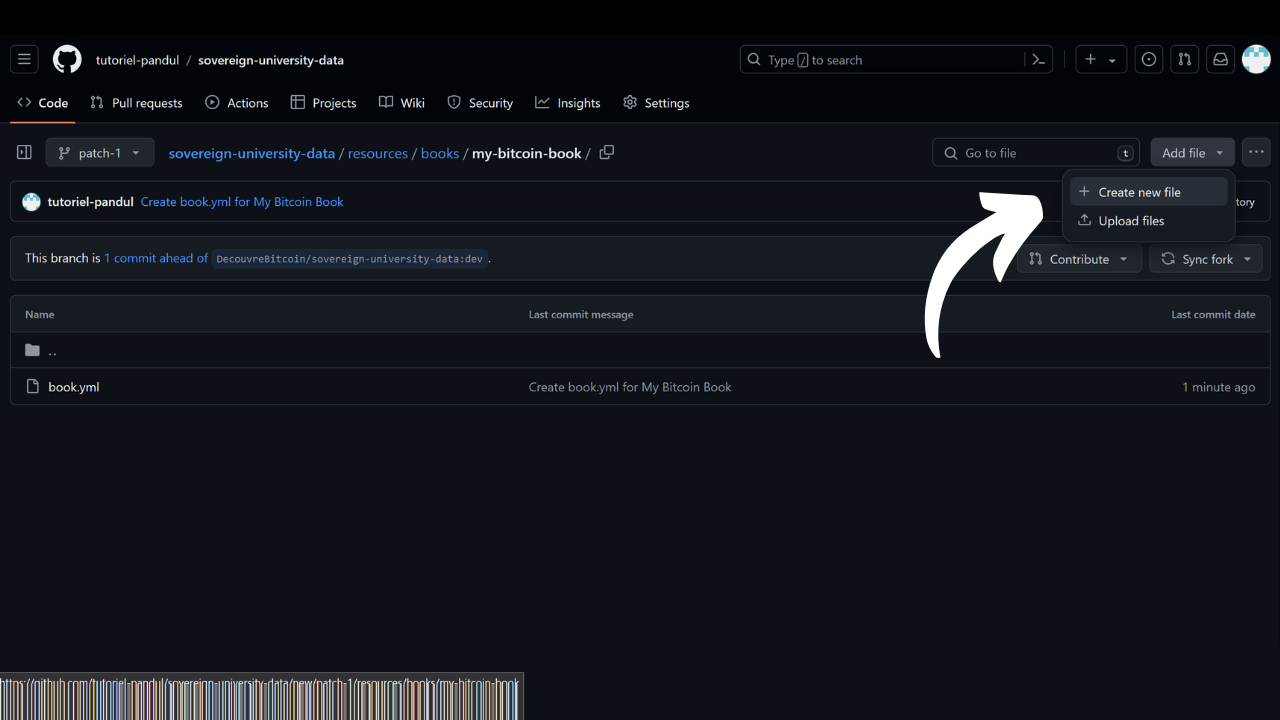 tutoriel-pandul / sovereign-university-data
Type / to search
Code Pull requests Actions Projects Wiki Security Insights Settings
patch-1 sovereign-university-data / resources / books / my-bitcoin-book / Go to file t Add file
Create new file
Upload files
tutoriel-pandul Create book.yml for My Bitcoin Book tory
This branch is 1 commit ahead of DecouvreBitcoin/sovereign-university-data:dev . Contribute Sync fork
Name Last commit message Last commit date
..
book.yml Create book.yml for My Bitcoin Book 1 minute ago
https://github.com/tutoriel-pandul/sovereign-university-data/new/patch-1/resources/books/my-bitcoin-book